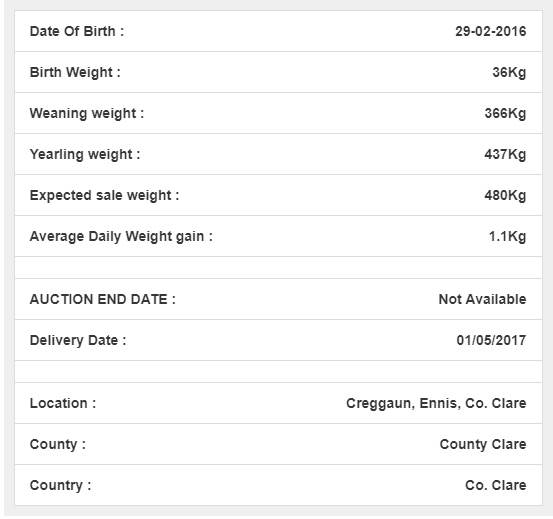 Date Of Birth : 29-02-2016
Birth Weight : 36Kg
Weaning weight : 366Kg
Yearling weight : 437Kg
Expected sale weight : 480Kg
Average Daily Weight gain : 1.1Kg
AUCTION END DATE : Not Available
Delivery Date : 01/05/2017
Location : Creggaun, Ennis, Co. Clare
County : County Clare
Country : Co. Clare